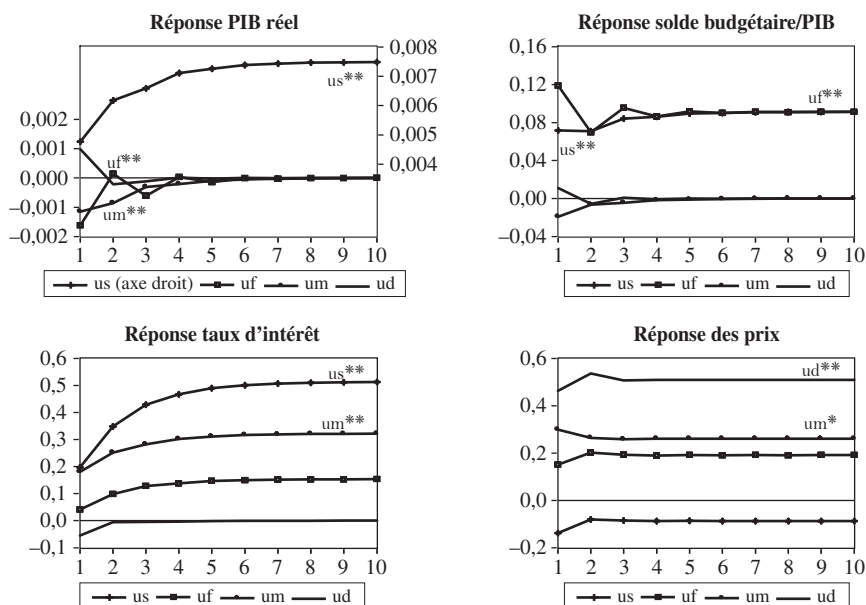 Réponse PIB réel
0,008
0,007
0,006
0,005
0,004
0,003
0,002
0,001
0,000
–0,001
–0,002
us**
uf**
um**
1 2 3 4 5 6 7 8 9 10
us (axe droit) uf um ud
Réponse solde budgétaire/PIB
0,16
0,12
0,08
0,04
0,00
–0,04
uf**
us**
1 2 3 4 5 6 7 8 9 10
us uf um ud
Réponse taux d'intérêt
0,6
0,5
0,4
0,3
0,2
0,1
0,0
–0,1
us**
um**
1 2 3 4 5 6 7 8 9 10
us uf um ud
Réponse des prix
0,6
0,4
0,2
0,0
–0,2
ud**
um*
1 2 3 4 5 6 7 8 9 10
us uf um ud